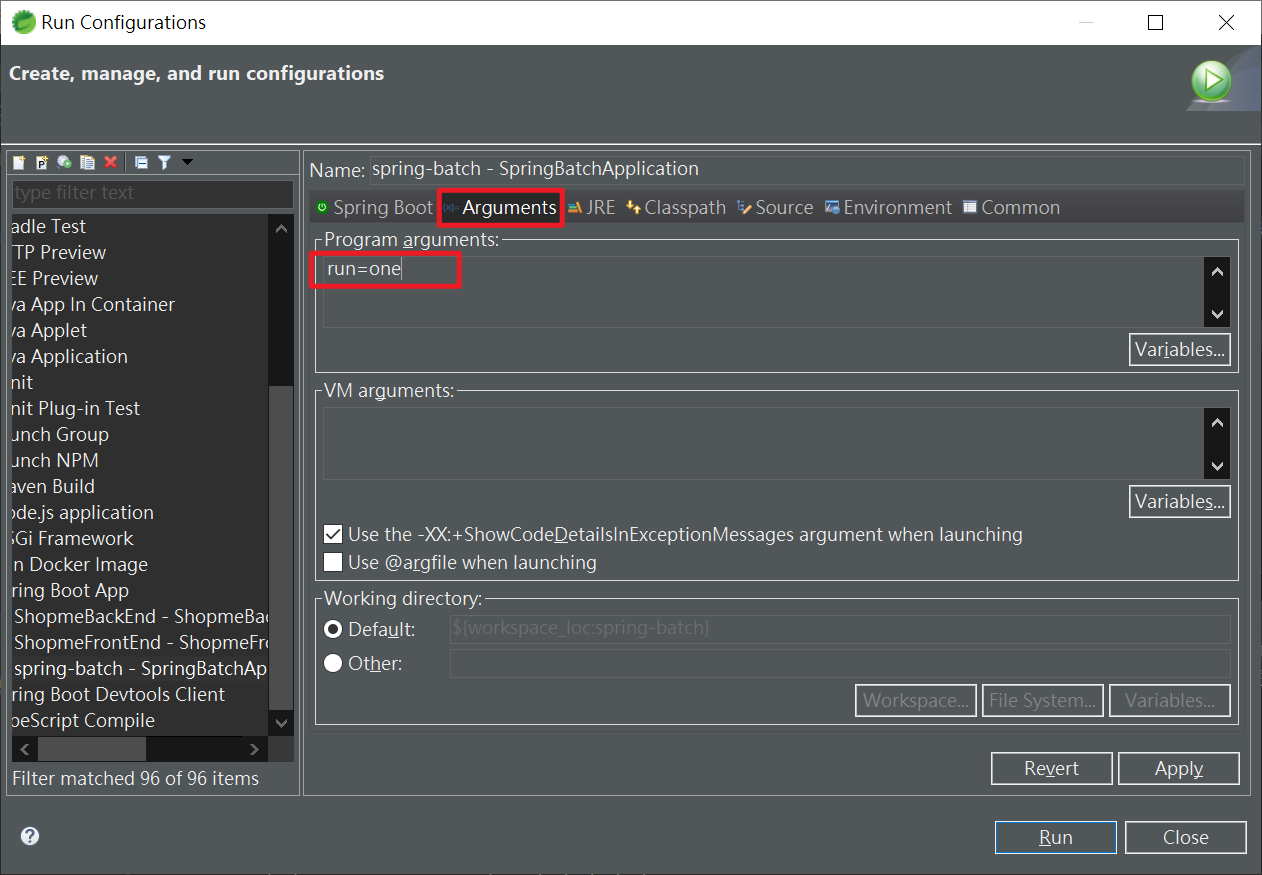 Run Configurations
Create, manage, and run configurations
type filter text
adle Test
TP Preview
EE Preview
va App In Container
va Applet
va Application
nit
nit Plug-in Test
unch Group
unch NPM
aven Build
ode.js application
SGi Framework
n Docker Image
ring Boot App
ShopmeBackEnd - ShopmeBac
ShopmeFrontEnd - ShopmeFro
spring-batch - SpringBatchAp
ring Boot Devtools Client
peScript Compile
Filter matched 96 of 96 items
Name: spring-batch - SpringBatchApplication
Spring Boot (x)= Arguments JRE Classpath Source Environment Common
Program arguments:
run=one
Variables...
VM arguments:
Variables...
Use the -XX:+ShowCodeDetailsInExceptionMessages argument when launching
Use @argfile when launching
Working directory:
Default: ${workspace_loc:spring-batch}
Other:
Workspace... File System... Variables...
Revert Apply
Run Close